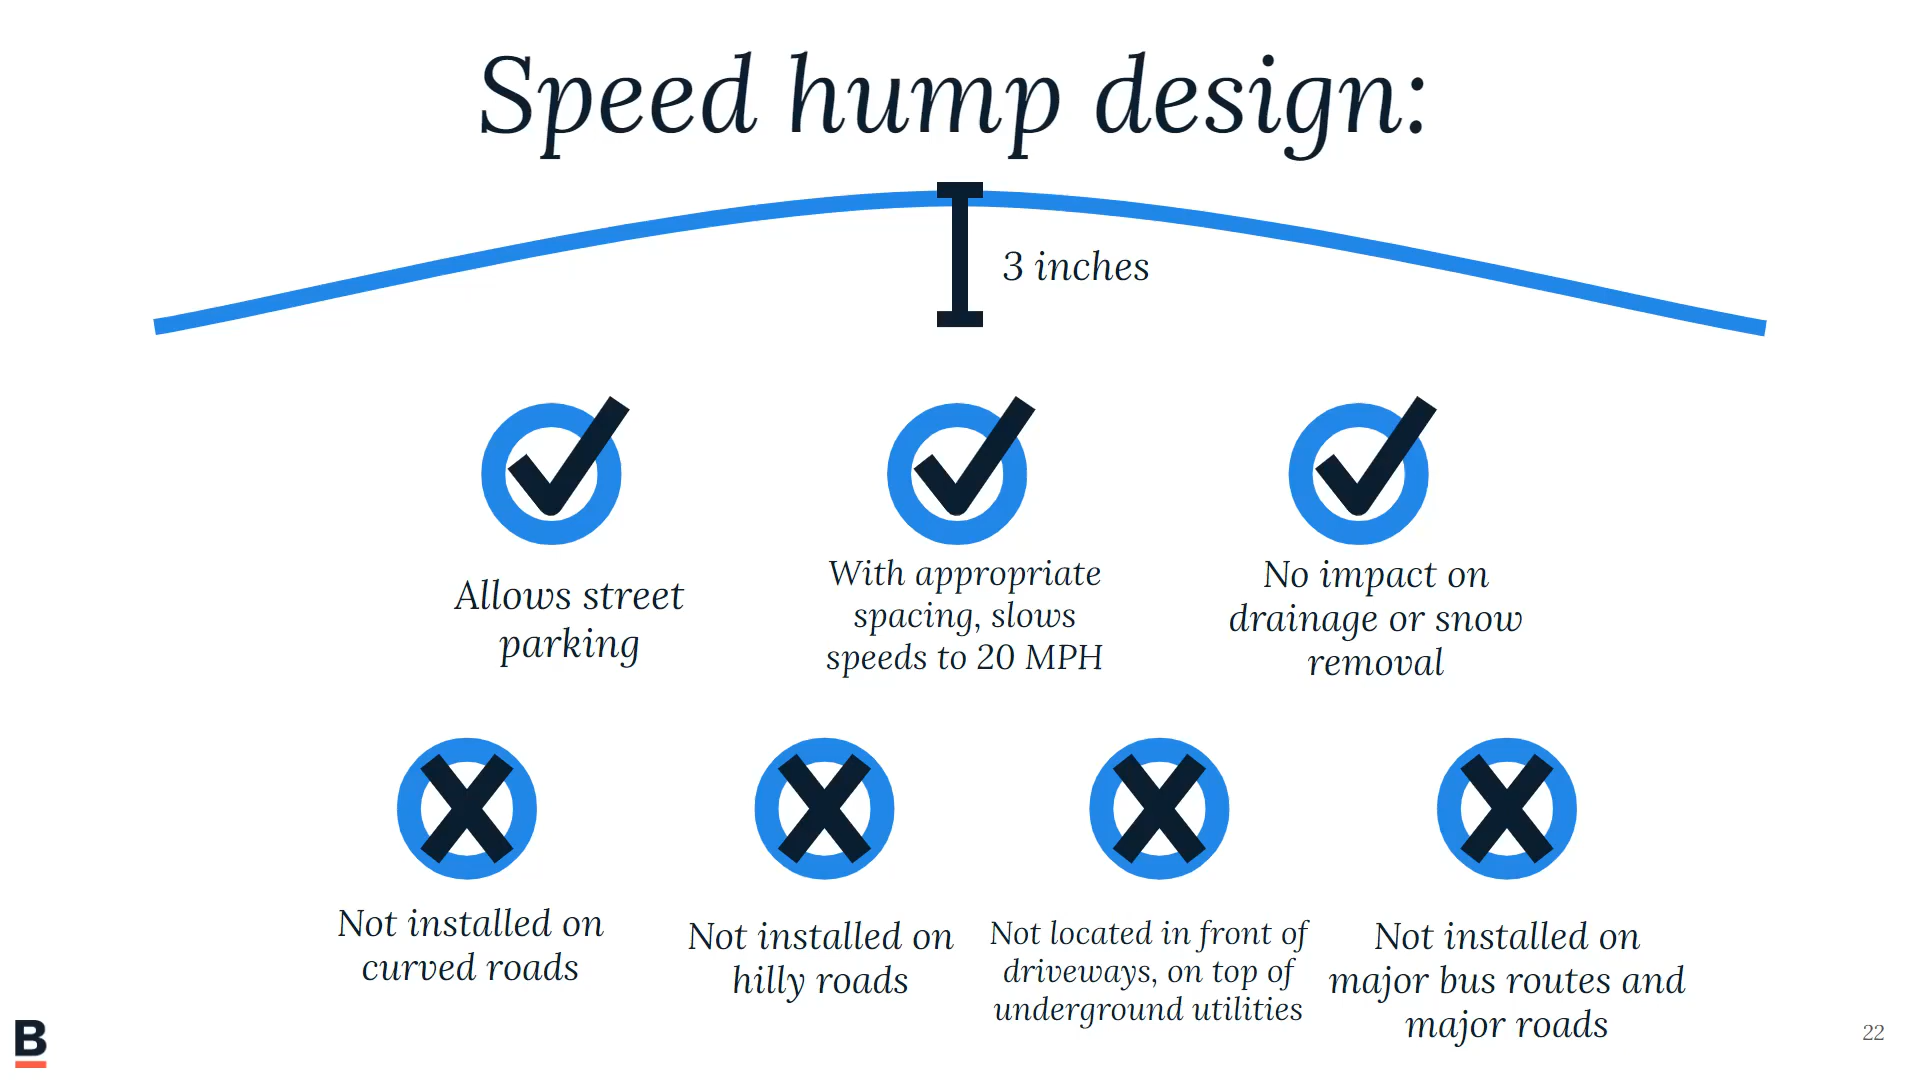 Speed hump design:
3 inches
Allows street
parking
With appropriate
spacing, slows
speeds to 20 MPH
No impact on
drainage or snow
removal
Not installed on
curved roads
Not installed on
hilly roads
Not located in front of
driveways, on top of
underground utilities
Not installed on
major bus routes and
major roads
B
22